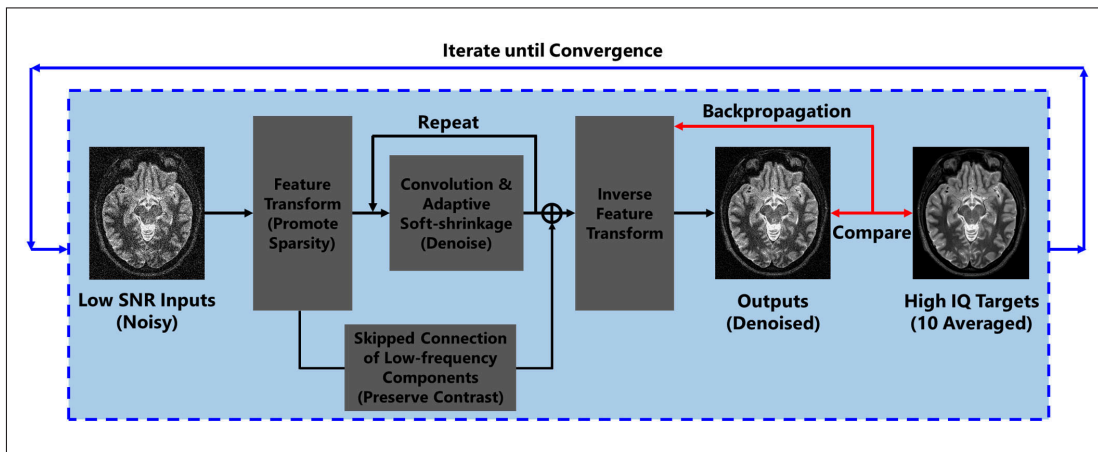 Iterate until Convergence
Backpropagation
Repeat
Feature
Transform
(Promote
Sparsity)
Convolution &
Adaptive
Soft-shrinkage
(Denoise)
Inverse
Feature
Transform
Compare
Low SNR Inputs
(Noisy)
Outputs
(Denoised)
High IQ Targets
(10 Averaged)
Skipped Connection
of Low-frequency
Components
(Preserve Contrast)